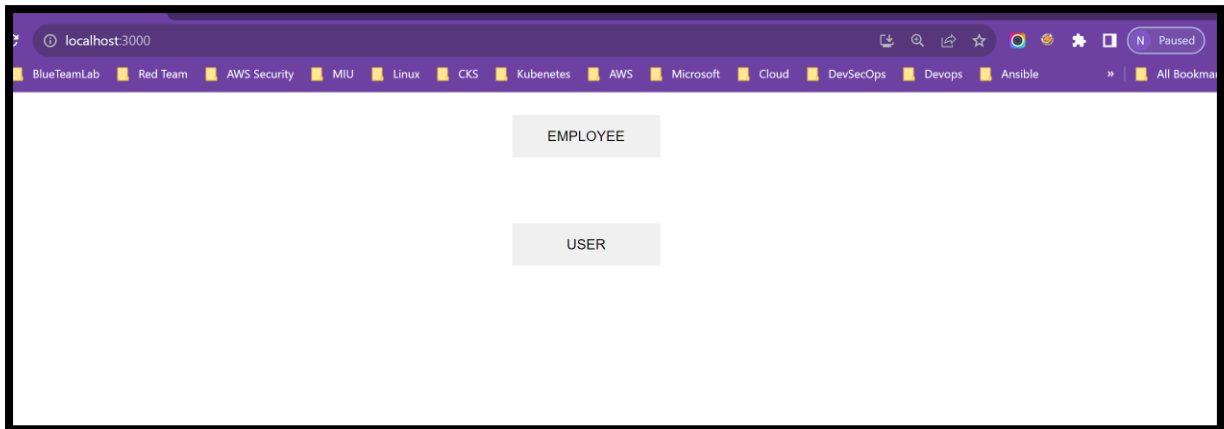 localhost:3000
N Paused
BlueTeamLab Red Team AWS Security MIU Linux CKS Kubenetes AWS Microsoft Cloud DevSecOps Devops Ansible » All Bookmar
EMPLOYEE
USER